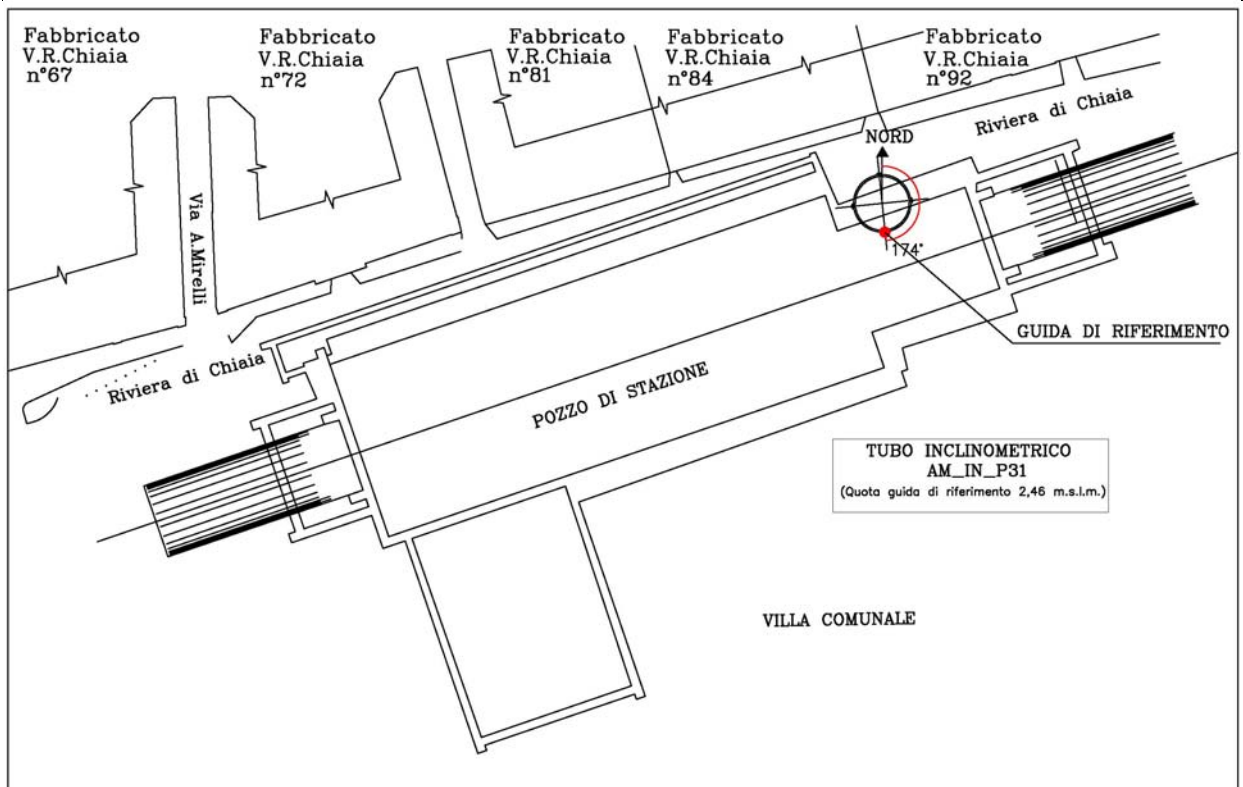 Fabbricato
V.R.Chiaia
n°67
Fabbricato
V.R.Chiaia
n°72
Fabbricato
V.R.Chiaia
n°81
Fabbricato
V.R.Chiaia
n°84
Fabbricato
V.R.Chiaia
n°92
Riviera di Chiaia
NORD
Via A.Mirelli
174°
GUIDA DI RIFERIMENTO
Riviera di Chiaia
POZZO DI STAZIONE
TUBO INCLINOMETRICO
AM_IN_P31
(Quota guida di riferimento 2,46 m.s.l.m.)
VILLA COMUNALE